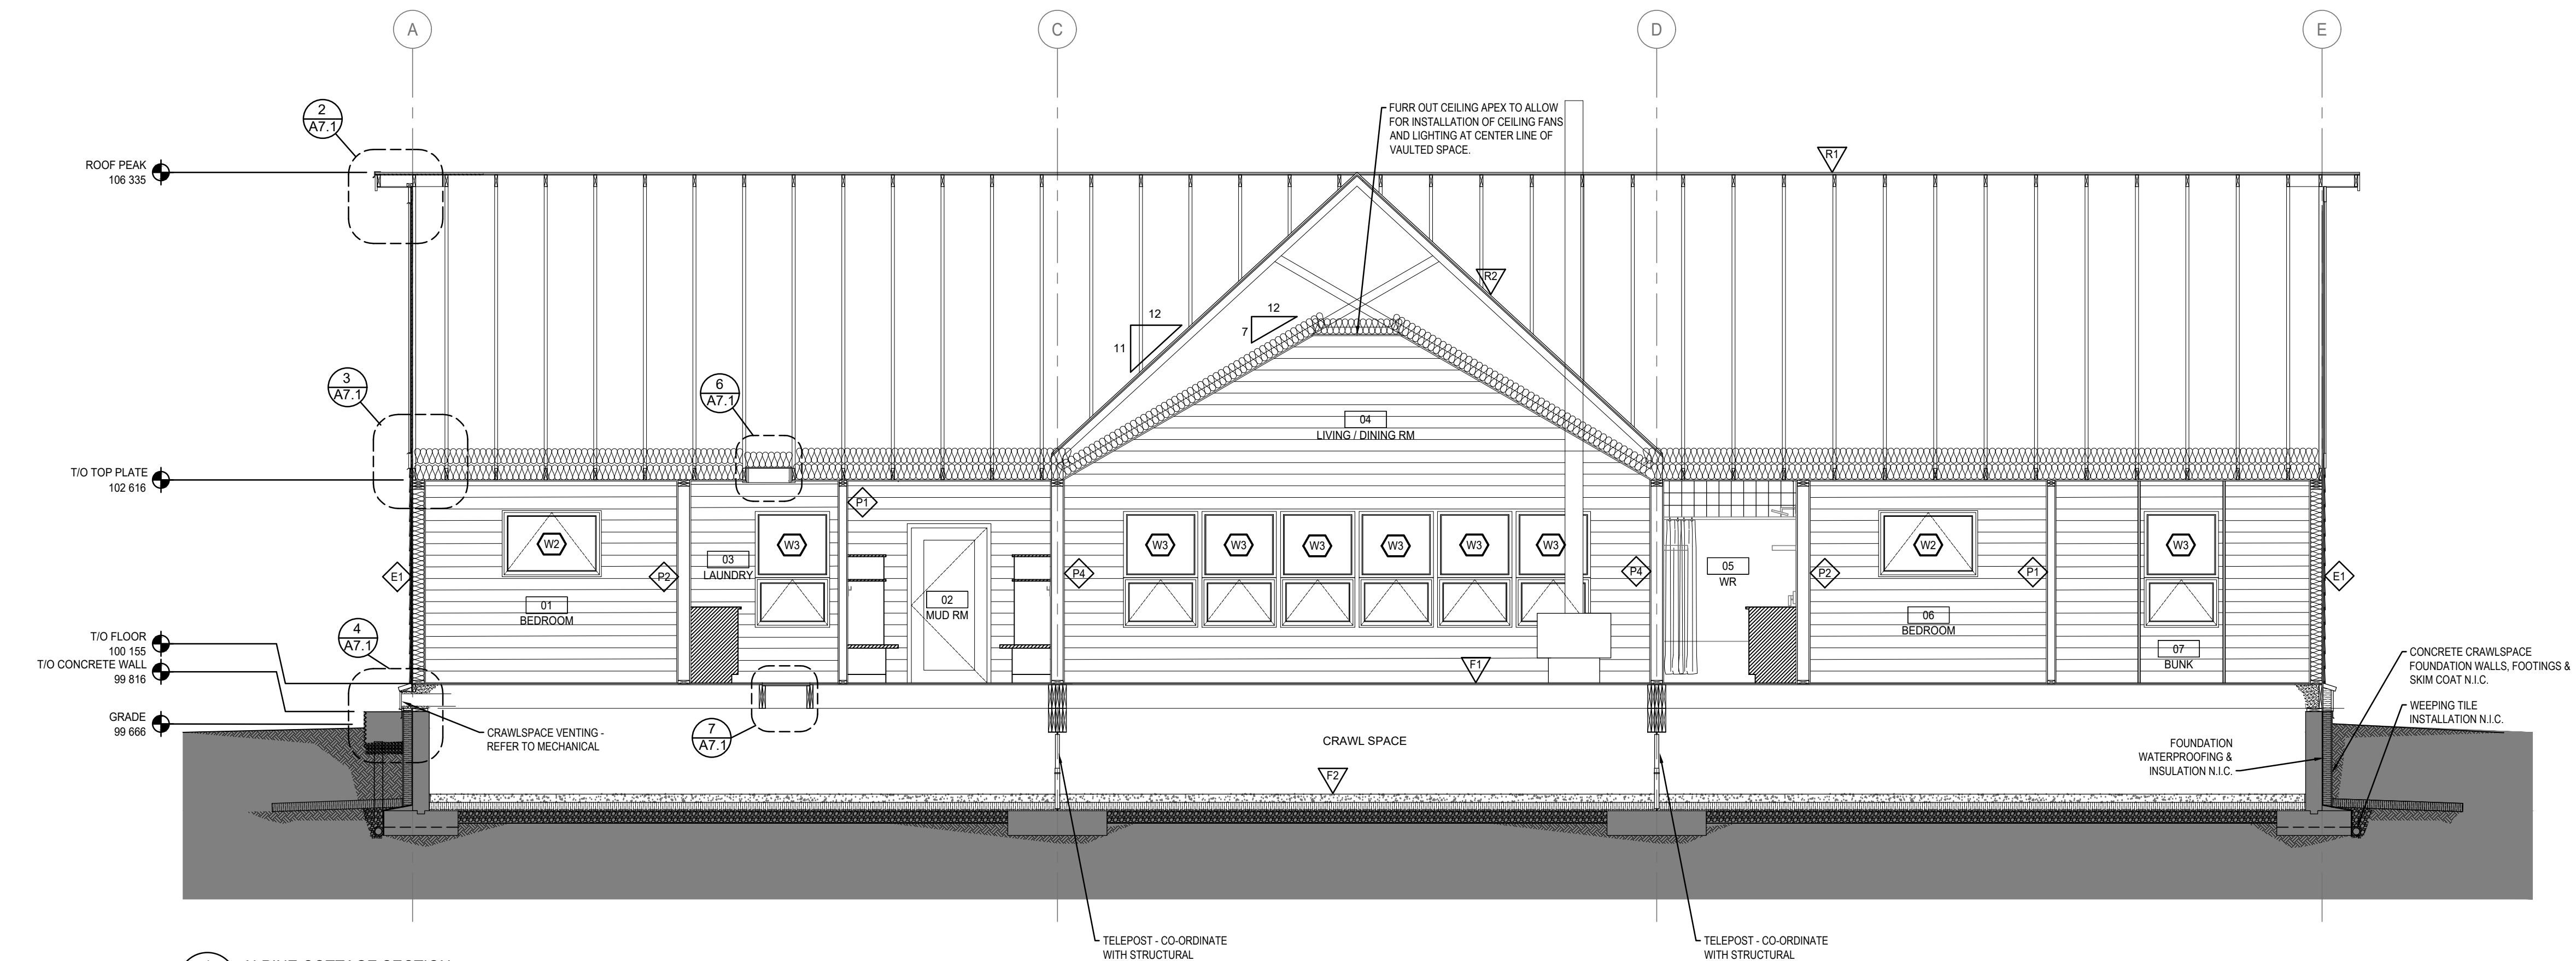 A
C
D
E
2
A7.1
FURR OUT CEILING APEX TO ALLOW
FOR INSTALLATION OF CEILING FANS
AND LIGHTING AT CENTER LINE OF
VAULTED SPACE.
ROOF PEAK
106 335
R1
R2
12
11
12
7
3
A7.1
6
A7.1
04
LIVING / DINING RM
T/O TOP PLATE
102 616
P1
W2
W3
W3
W3
W3
W3
W3
W3
W2
W3
E1
P2
03
LAUNDRY
P4
P4
05
WR
P2
P1
E1
01
BEDROOM
02
MUD RM
06
BEDROOM
07
BUNK
T/O FLOOR
100 155
T/O CONCRETE WALL
99 816
4
A7.1
F1
CONCRETE CRAWLSPACE
FOUNDATION WALLS, FOOTINGS &
SKIM COAT N.I.C.
GRADE
99 666
CRAWLSPACE VENTING -
REFER TO MECHANICAL
7
A7.1
CRAWL SPACE
WEEPING TILE
INSTALLATION N.I.C.
FOUNDATION
WATERPROOFING &
INSULATION N.I.C.
F2
TELEPOST - CO-ORDINATE
WITH STRUCTURAL
TELEPOST - CO-ORDINATE
WITH STRUCTURAL